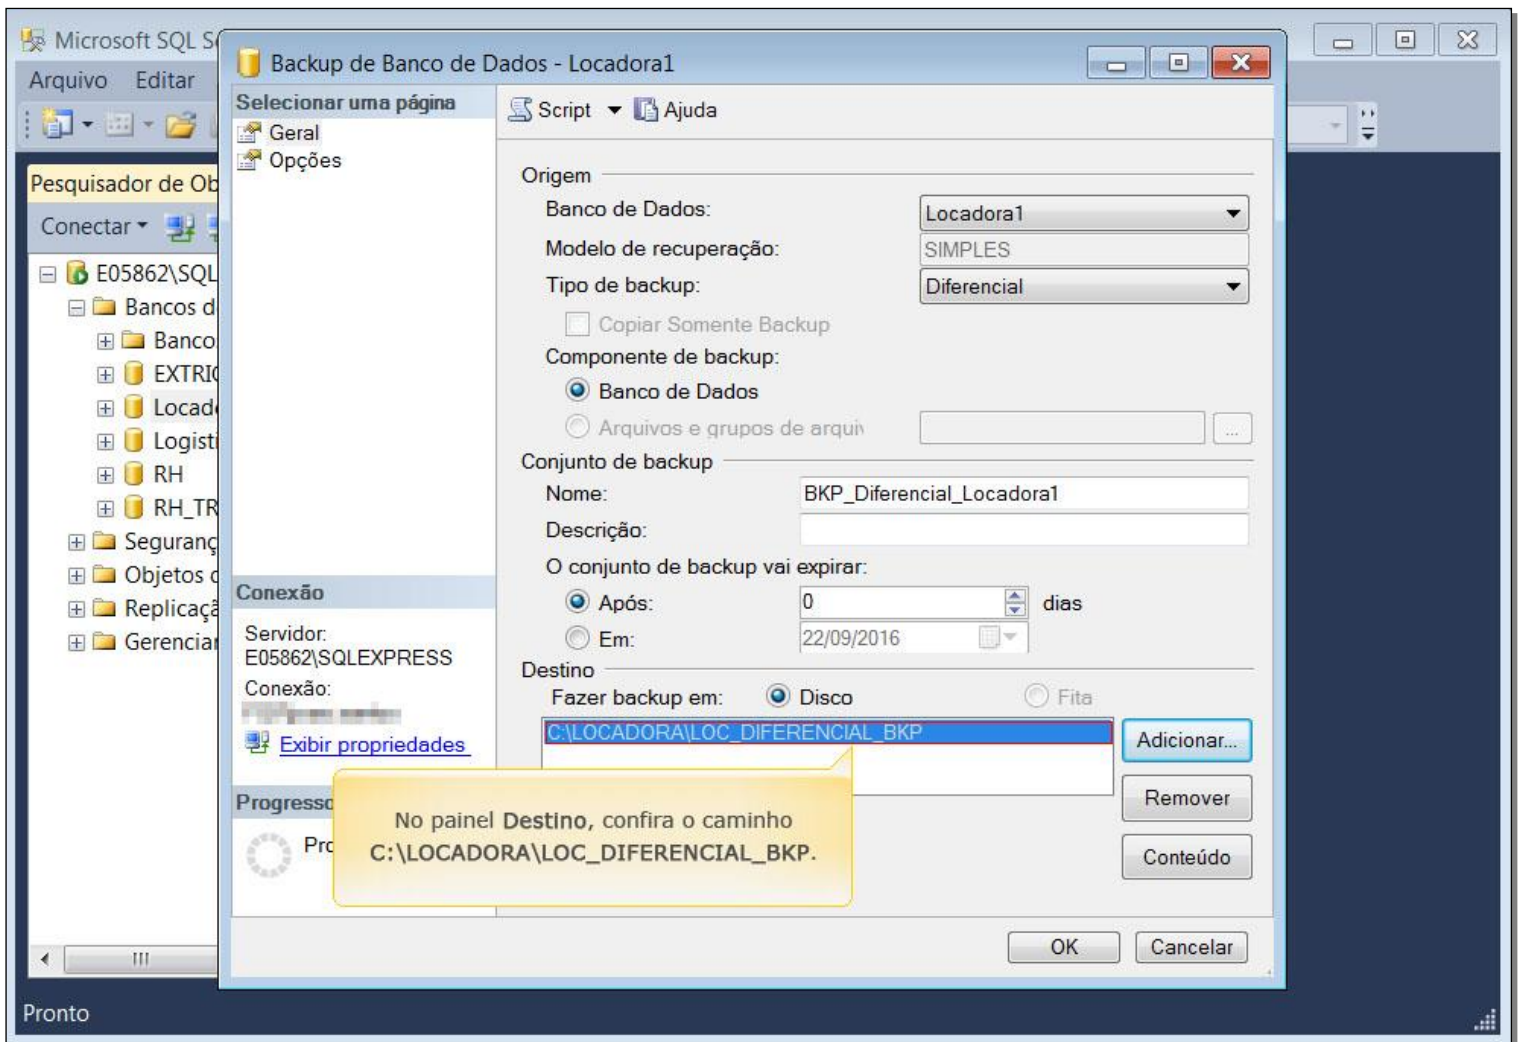 Microsoft SQL S
Arquivo Editar
Pesquisador de Ob
Conectar
E05862\SQL
Bancos d
Banco
EXTRI
Locad
Logisti
RH
RH_TR
Seguranç
Objetos
Replicaçã
Gerenciar
Pronto
Backup de Banco de Dados - Locadora1
Selecionar uma página
Geral
Opções
Conexão
Servidor:
E05862\SQLEXPRESS
Conexão:
Exibir propriedades
Progresso
Pro
Script Ajuda
Origem
Banco de Dados: Locadora1
Modelo de recuperação: SIMPLES
Tipo de backup: Diferencial
Copiar Somente Backup
Componente de backup:
Banco de Dados
Arquivos e grupos de arquiv ...
Conjunto de backup
Nome: BKP_Diferencial_Locadora1
Descrição:
O conjunto de backup vai expirar:
Após: 0 dias
Em: 22/09/2016
Destino
Fazer backup em: Disco Fita
C:\LOCADORA\LOC_DIFERENCIAL_BKP
Adicionar...
Remover
Conteúdo
No painel Destino, confira o caminho
C:\LOCADORA\LOC_DIFERENCIAL_BKP.
OK Cancelar